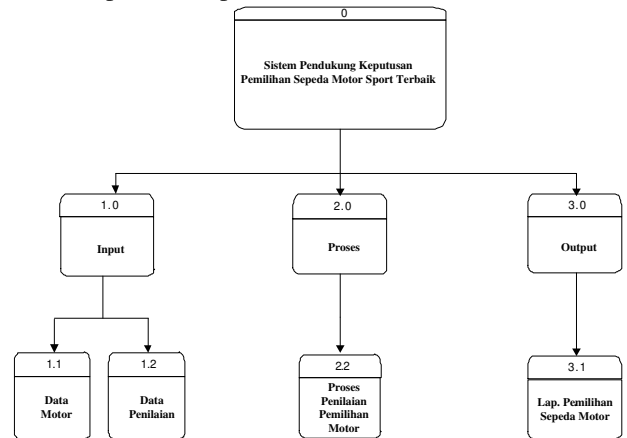 0
Sistem Pendukung Keputusan
Pemilihan Sepeda Motor Sport Terbaik
1.0
Input
2.0
Proses
3.0
Output
1.1
Data
Motor
1.2
Data
Penilaian
2.2
Proses
Penilaian
Pemilihan
Motor
3.1
Lap. Pemilihan
Sepeda Motor